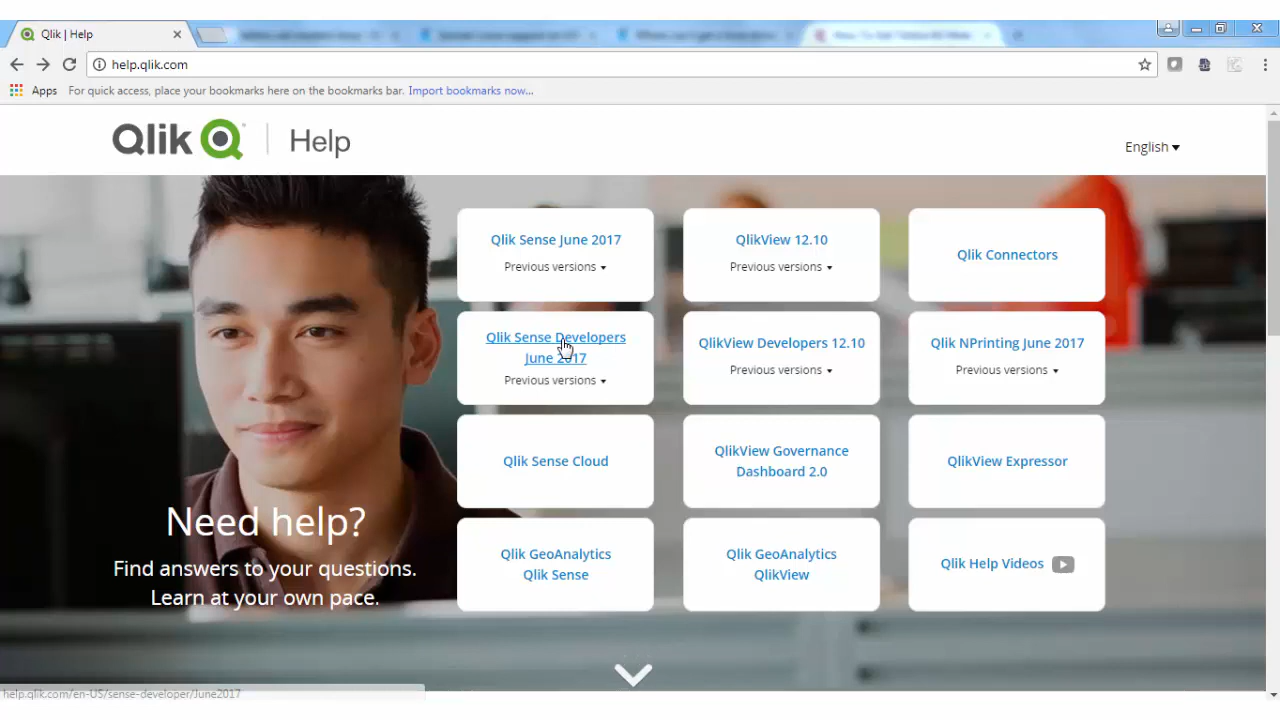 Qlik | Help
help.qlik.com
Apps For quick access, place your bookmarks here on the bookmarks bar. Import bookmarks now...
Qlik | Help
English
Qlik Sense June 2017
Previous versions
QlikView 12.10
Previous versions
Qlik Connectors
Qlik Sense Developers
June 2017
Previous versions
QlikView Developers 12.10
Previous versions
Qlik NPrinting June 2017
Previous versions
Qlik Sense Cloud
QlikView Governance
Dashboard 2.0
QlikView Expressor
Qlik GeoAnalytics
Qlik Sense
Qlik GeoAnalytics
QlikView
Qlik Help Videos
Need help?
Find answers to your questions.
Learn at your own pace.
help.qlik.com/en-US/sense-developer/June2017